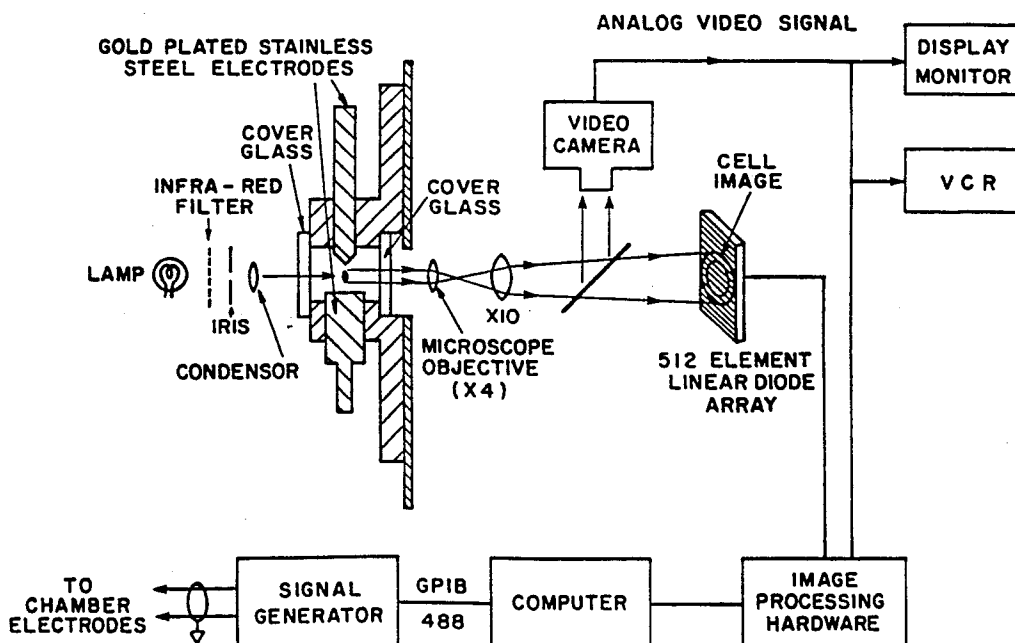 ANALOG VIDEO SIGNAL
GOLD PLATED STAINLESS
STEEL ELECTRODES
DISPLAY
MONITOR
VIDEO
CAMERA
COVER
GLASS
CELL
IMAGE
INFRA-RED
FILTER
COVER
GLASS
VCR
LAMP
IRIS
X10
CONDENSOR
MICROSCOPE
OBJECTIVE
(X4)
512 ELEMENT
LINEAR DIODE
ARRAY
TO
CHAMBER
ELECTRODES
SIGNAL
GENERATOR
GPIB
488
COMPUTER
IMAGE
PROCESSING
HARDWARE